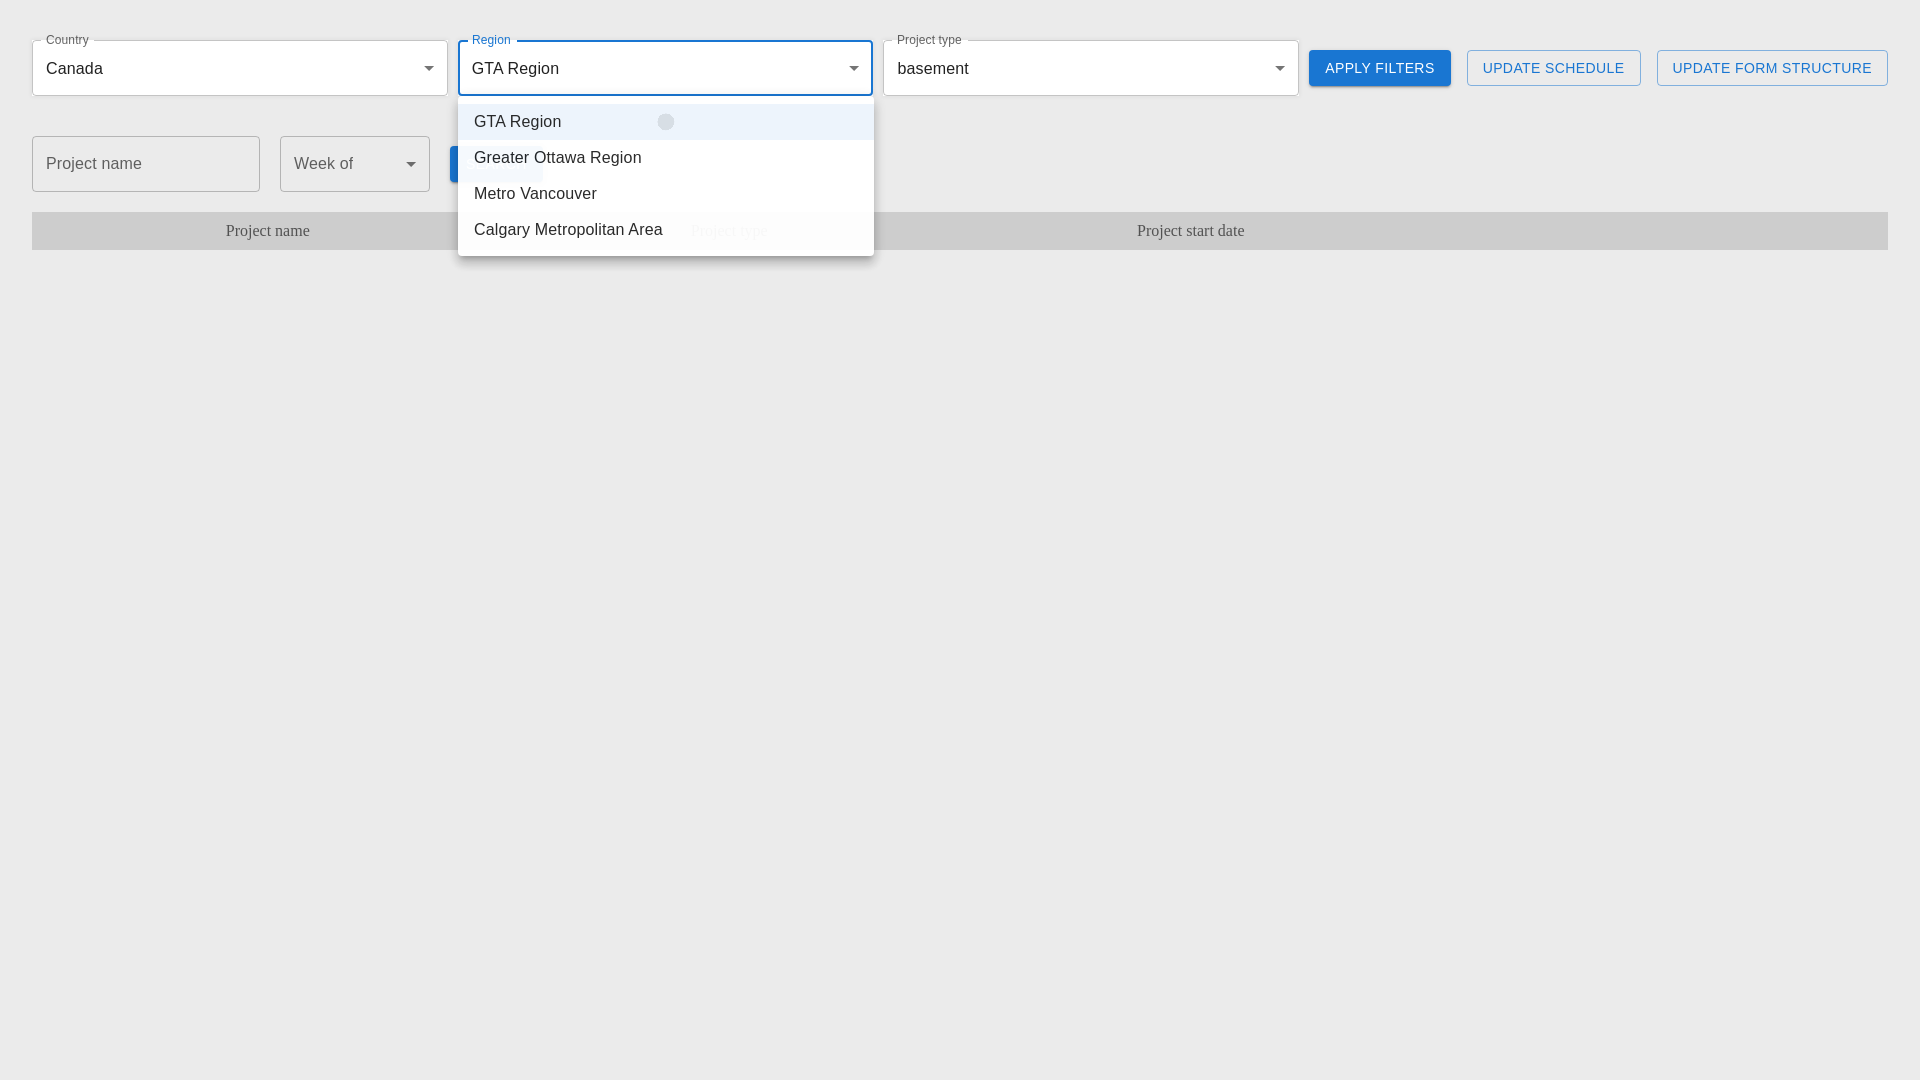 Country
Region
Project type
Canada
GTA Region
basement
APPLY FILTERS
UPDATE SCHEDULE
UPDATE FORM STRUCTURE
GTA Region
Greater Ottawa Region
Metro Vancouver
Calgary Metropolitan Area
Project name
Week of
Project name
Project type
Project start date